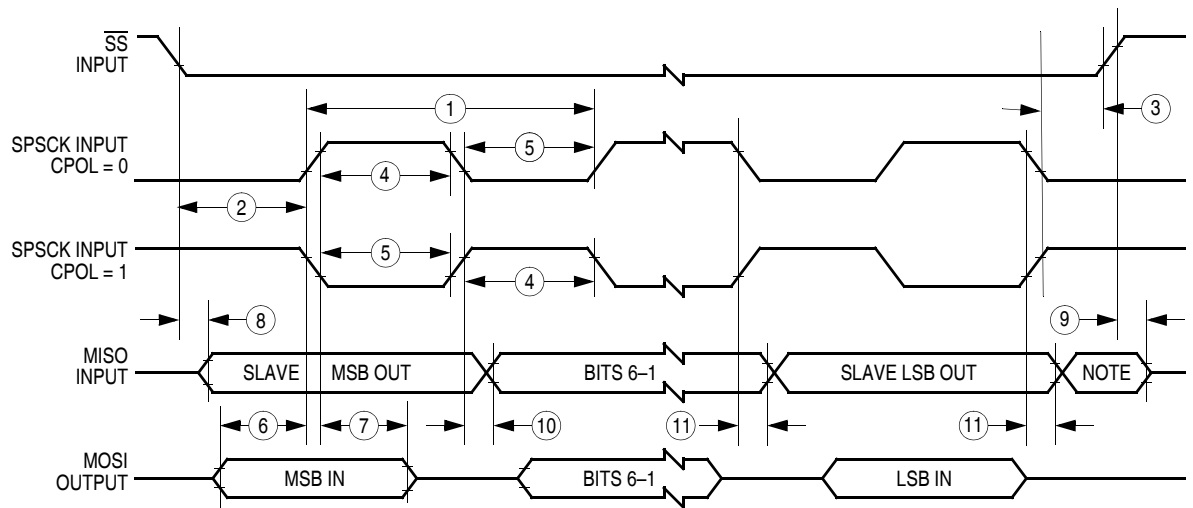 SS
INPUT
1
3
SPSCK INPUT
CPOL = 0
5
4
2
SPSCK INPUT
CPOL = 1
5
4
8
9
MISO
INPUT
SLAVE MSB OUT
BITS 6–1
SLAVE LSB OUT
NOTE
6
7
10
11
11
MOSI
OUTPUT
MSB IN
BITS 6–1
LSB IN